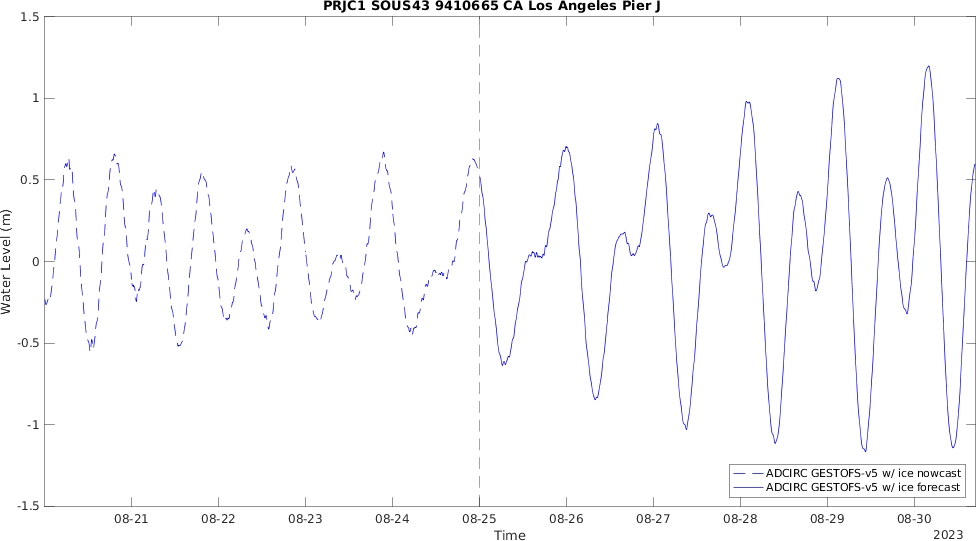 PRJC1 SOUS43 9410665 CA Los Angeles Pier J
1.5
1
0.5
0
-0.5
-1
-1.5
Water Level (m)
ADCIRC GESTOFS-v5 w/ ice nowcast
ADCIRC GESTOFS-v5 w/ ice forecast
08-21 08-22 08-23 08-24 08-25 08-26 08-27 08-28 08-29 08-30
Time
2023